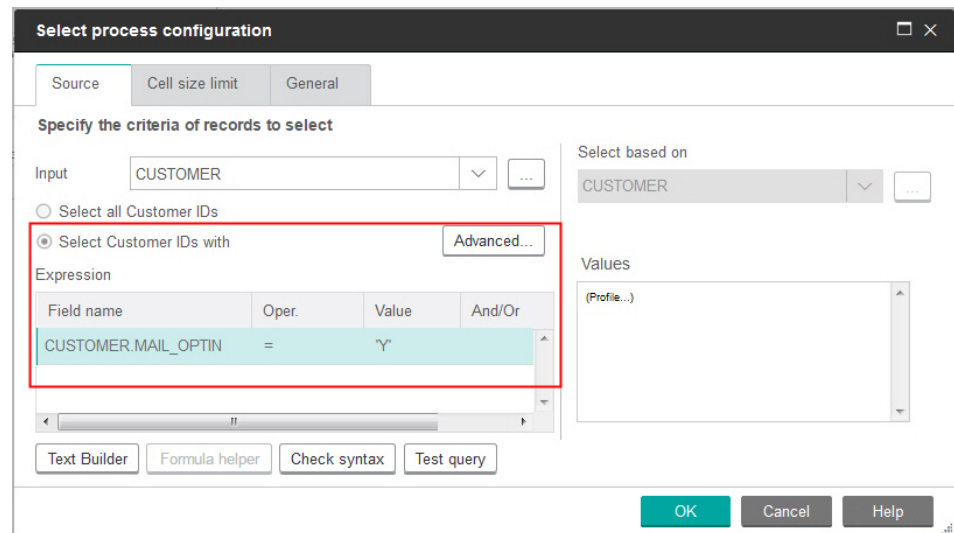 Select process configuration
Source Cell size limit General
Specify the criteria of records to select
Input CUSTOMER ...
Select all Customer IDs
Select Customer IDs with Advanced...
Expression
Field name Oper. Value And/Or
CUSTOMER.MAIL_OPTIN = 'Y'
Text Builder Formula helper Check syntax Test query
Select based on
CUSTOMER ...
Values
(Profile...)
OK Cancel Help